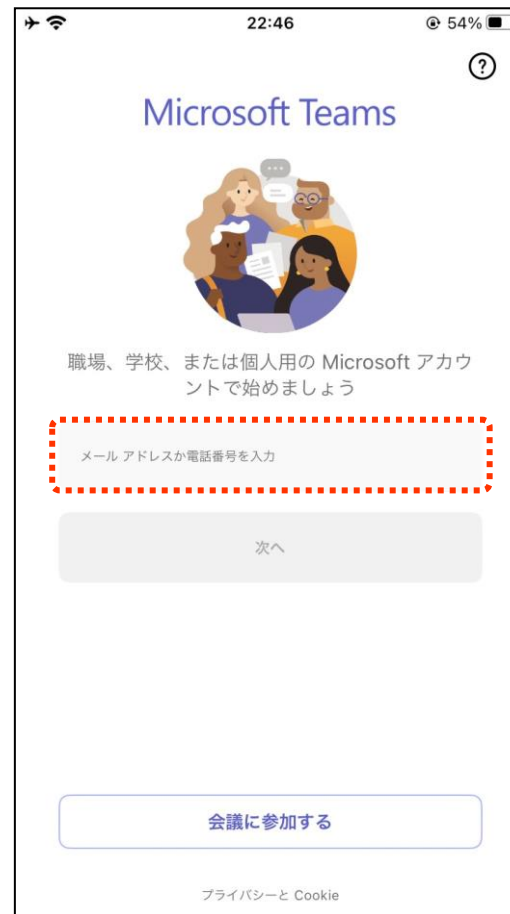 22:46
54%
?
Microsoft Teams
職場、学校、または個人用の Microsoft アカウ
ントで始めましょう
メール アドレスか電話番号を入力
次へ
会議に参加する
プライバシーと Cookie